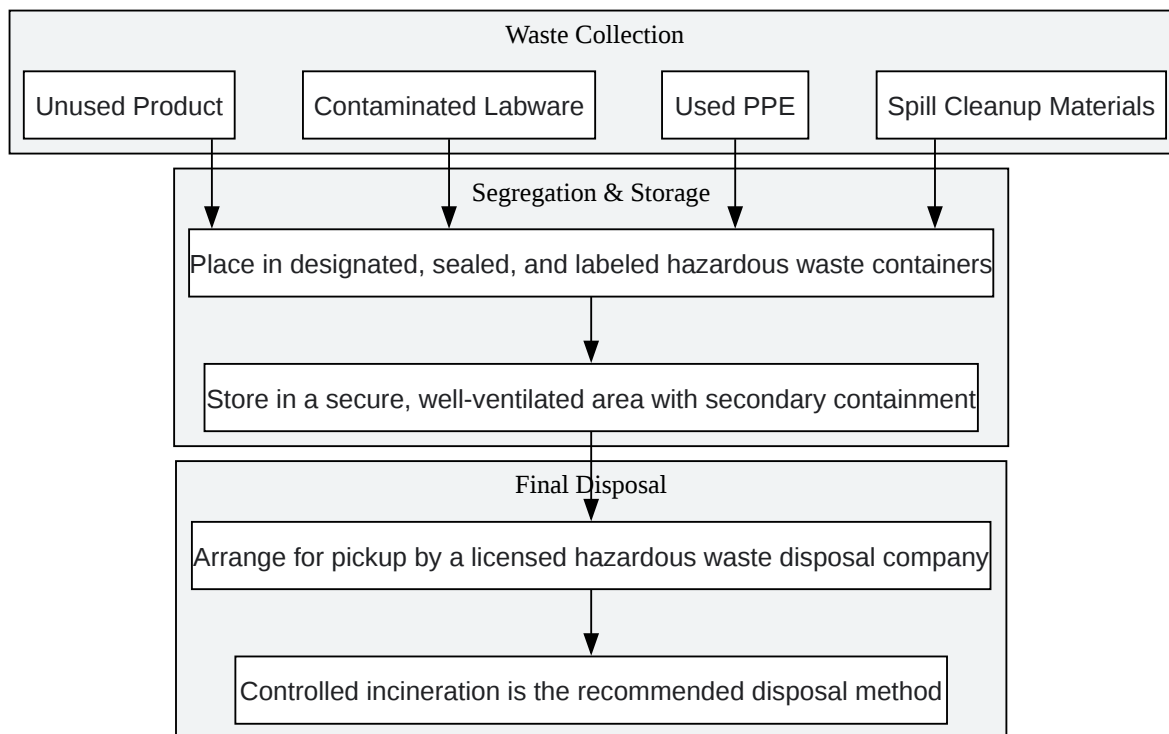 Waste Collection
Unused Product
Contaminated Labware
Used PPE
Spill Cleanup Materials
Segregation & Storage
Place in designated, sealed, and labeled hazardous waste containers
Store in a secure, well-ventilated area with secondary containment
Final Disposal
Arrange for pickup by a licensed hazardous waste disposal company
Controlled incineration is the recommended disposal method